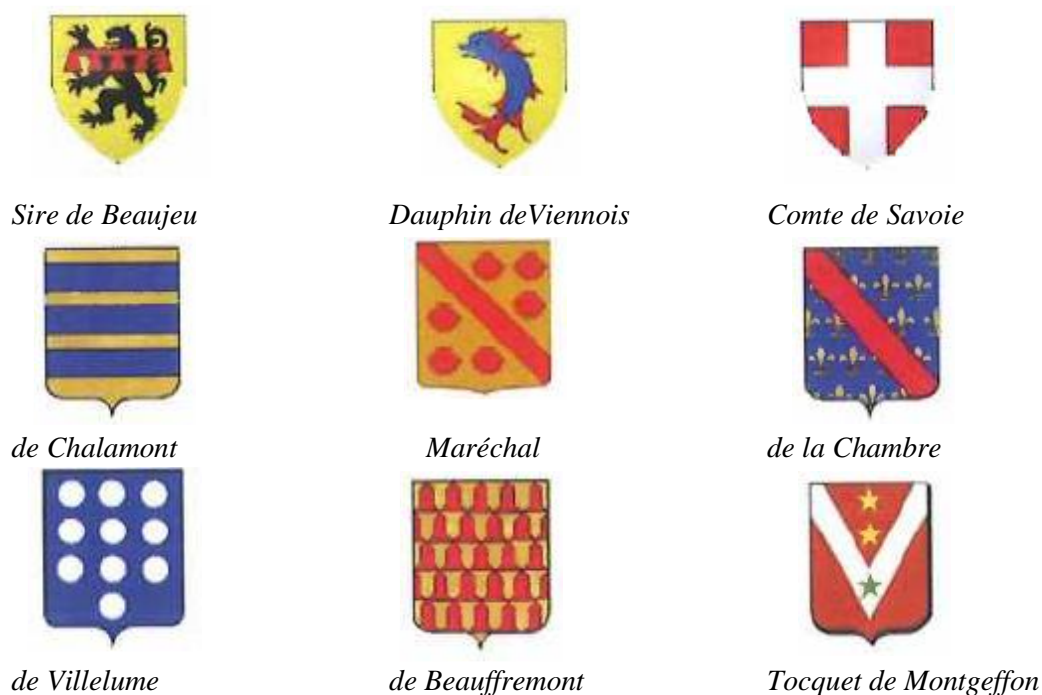 Sire de Beaujeu
Dauphin deViennois
Comte de Savoie
de Chalamont
Maréchal
de la Chambre
de Villelume
de Beauffremont
Tocquet de Montgeffon